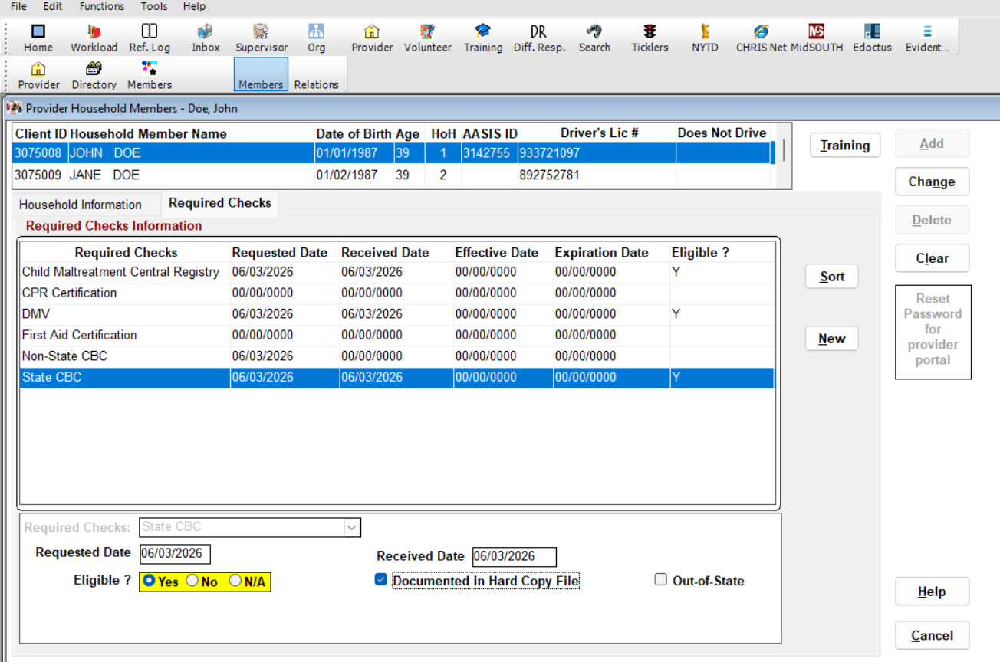 File Edit Functions Tools Help
Home Workload Ref. Log Inbox Supervisor Org Provider Volunteer Training DR Diff. Resp. Search Ticklers NYTD CHRIS Net MidSOUTH Edoctus Evident...
Provider Directory Members Members Relations
Provider Household Members - Doe, John
Client ID Household Member Name Date of Birth Age HoH AASIS ID Driver's Lic # Does Not Drive
3075008 JOHN DOE 01/01/1987 39 1 3142755 933721097
3075009 JANE DOE 01/02/1987 39 2 892752781
Training
Add
Change
Delete
Clear
Reset
Password
for
provider
portal
Household Information Required Checks
Required Checks Information
Required Checks Requested Date Received Date Effective Date Expiration Date Eligible ?
Child Maltreatment Central Registry 06/03/2026 06/03/2026 00/00/0000 00/00/0000 Y
CPR Certification 00/00/0000 00/00/0000 00/00/0000 00/00/0000
DMV 06/03/2026 06/03/2026 00/00/0000 00/00/0000 Y
First Aid Certification 00/00/0000 00/00/0000 00/00/0000 00/00/0000
Non-State CBC 06/03/2026 00/00/0000 00/00/0000 00/00/0000
State CBC 06/03/2026 06/03/2026 00/00/0000 00/00/0000 Y
Sort
New
Required Checks: State CBC
Requested Date 06/03/2026 Received Date 06/03/2026
Eligible ? Yes No N/A Documented in Hard Copy File Out-of-State
Help
Cancel